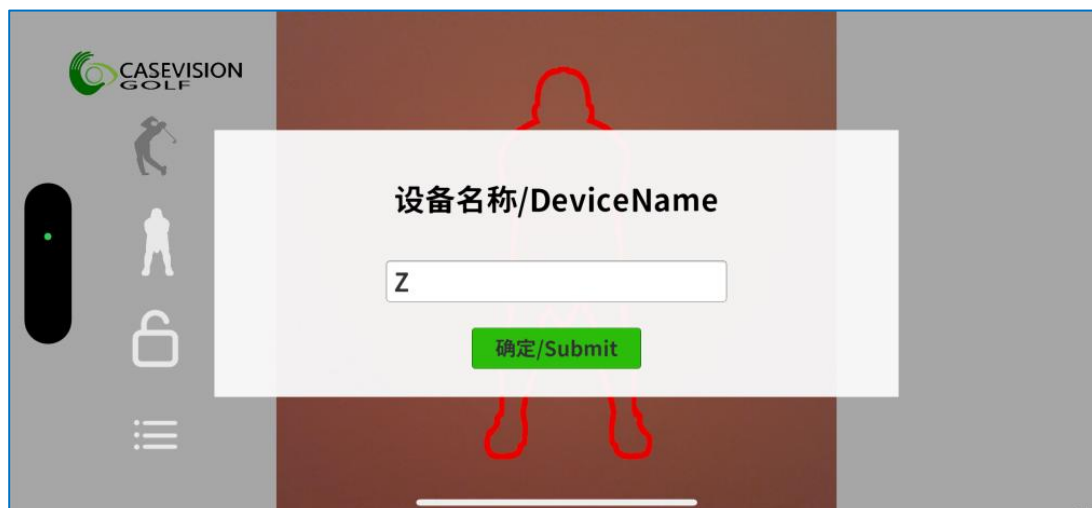 CASEVISION
GOLF
设备名称/DeviceName
Z
确定/Submit